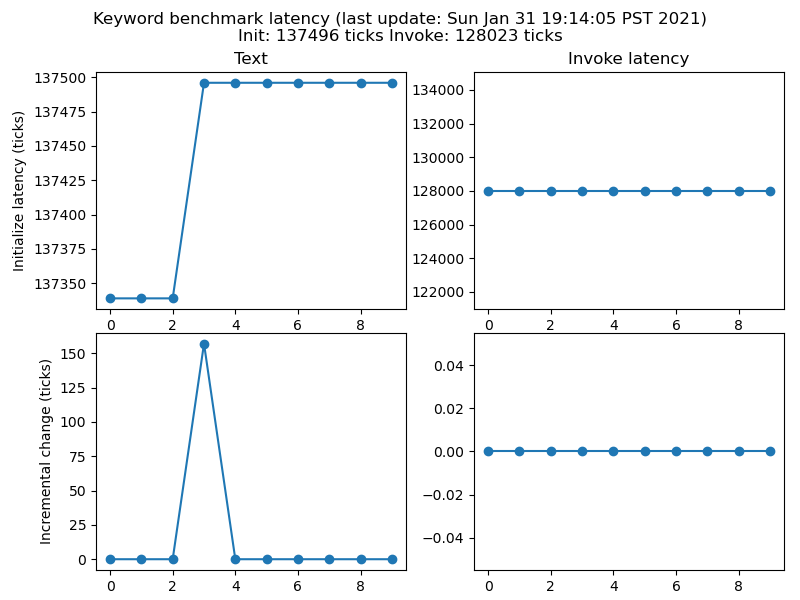 Keyword benchmark latency (last update: Sun Jan 31 19:14:05 PST 2021)
Init: 137496 ticks Invoke: 128023 ticks
Text
Invoke latency
Initialize latency (ticks)
137500
137475
137450
137425
137400
137375
137350
0 2 4 6 8
134000
132000
130000
128000
126000
124000
122000
0 2 4 6 8
Incremental change (ticks)
150
125
100
75
50
25
0
0 2 4 6 8
0.04
0.02
0.00
−0.02
−0.04
0 2 4 6 8